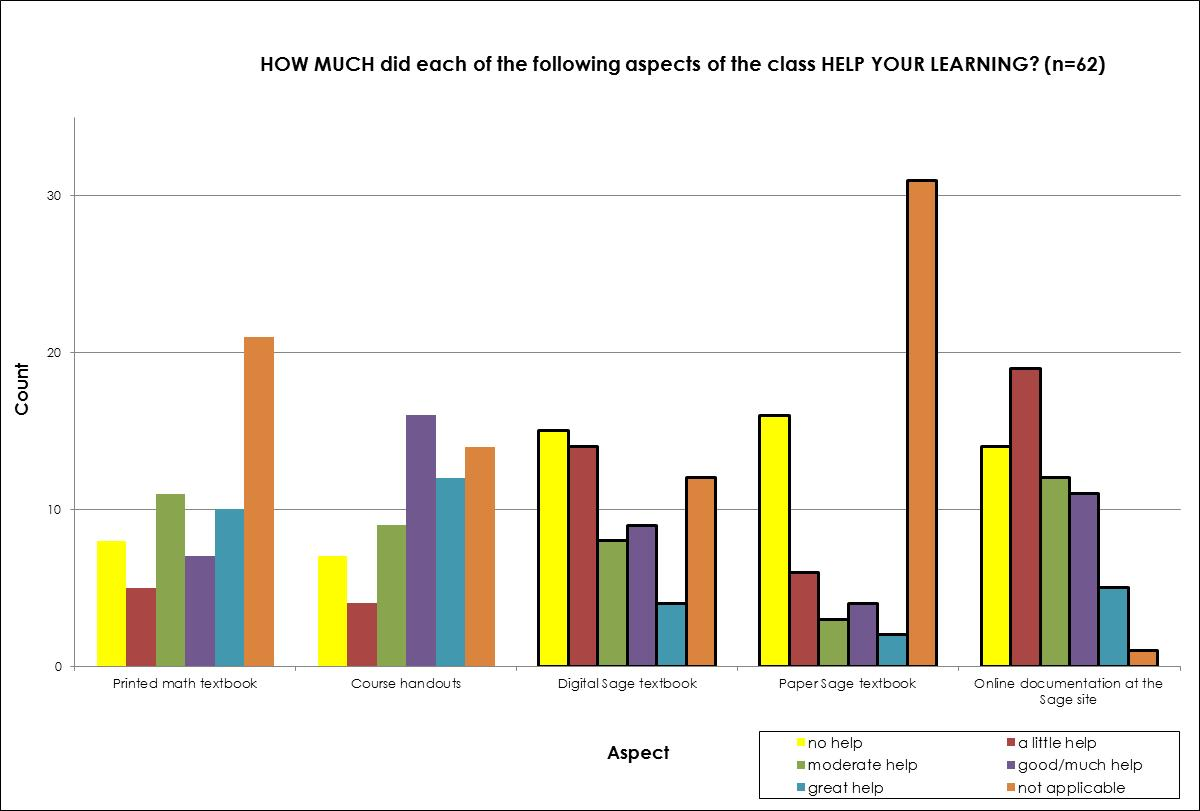 HOW MUCH did each of the following aspects of the class HELP YOUR LEARNING? (n=62)
30
20
10
0
Count
Printed math textbook
Course handouts
Digital Sage textbook
Paper Sage textbook
Online documentation at the
Sage site
Aspect
no help
a little help
moderate help
good/much help
great help
not applicable